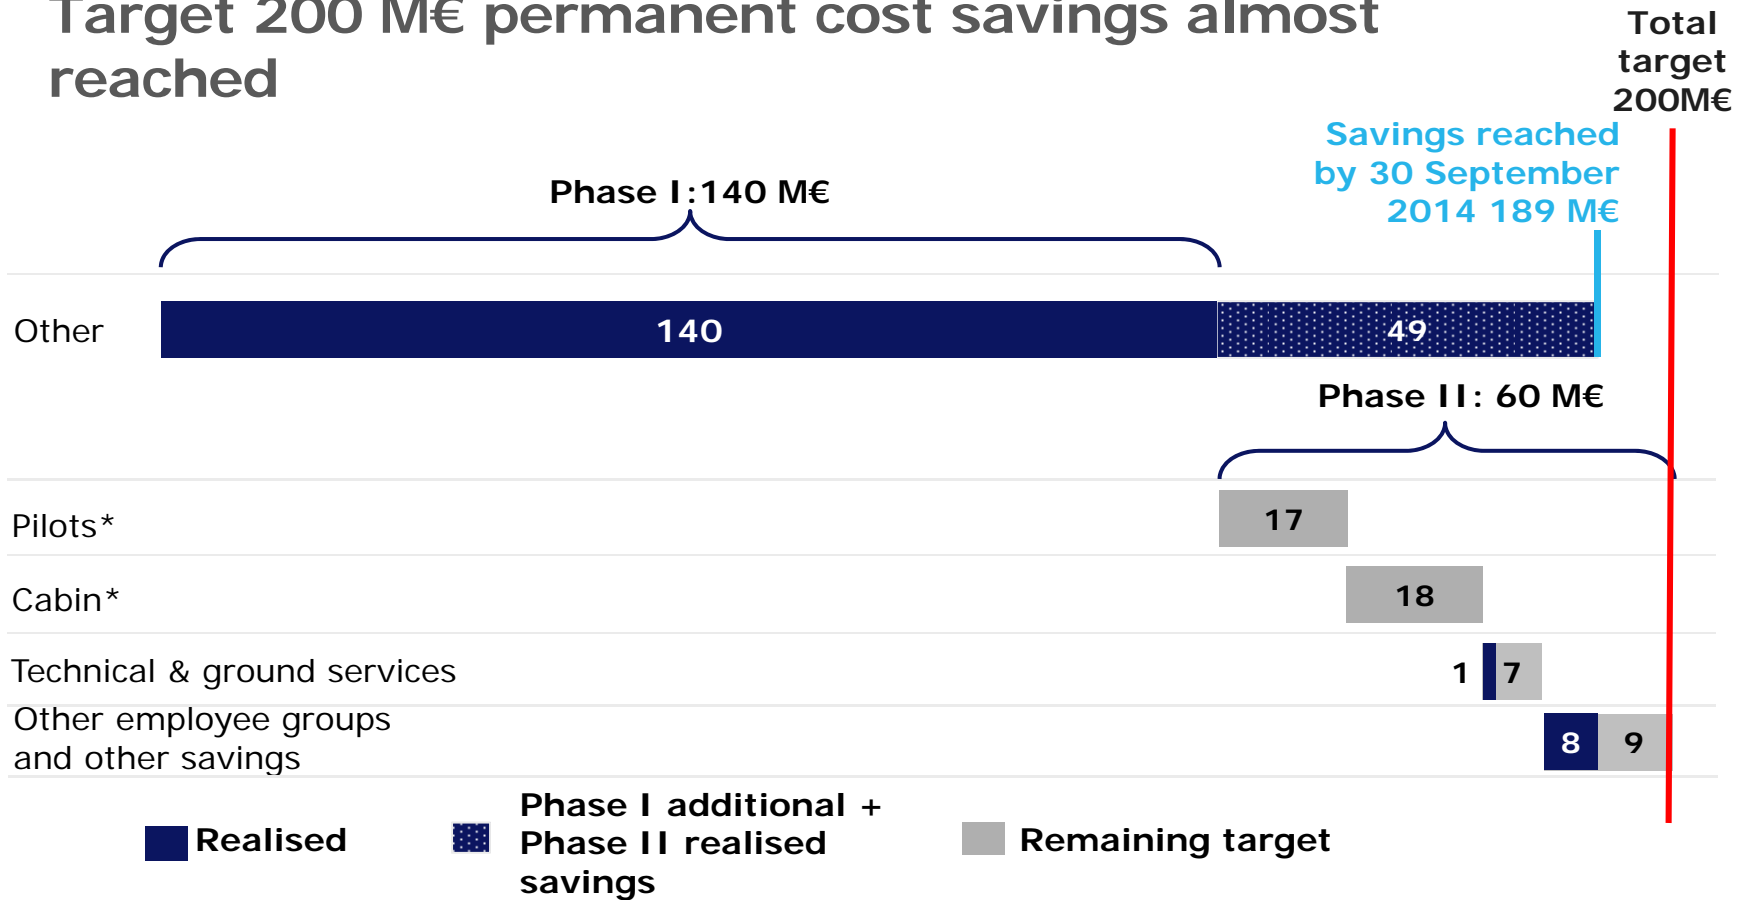 Target 200 M€ permanent cost savings almost
reached
Total
target
200M€
Savings reached
by 30 September
2014 189 M€
Phase I:140 M€
Other
140
49
Phase II: 60 M€
Pilots*
17
Cabin*
18
Technical & ground services
1
7
Other employee groups
and other savings
8
9
Realised
Phase I additional +
Phase II realised
savings
Remaining target